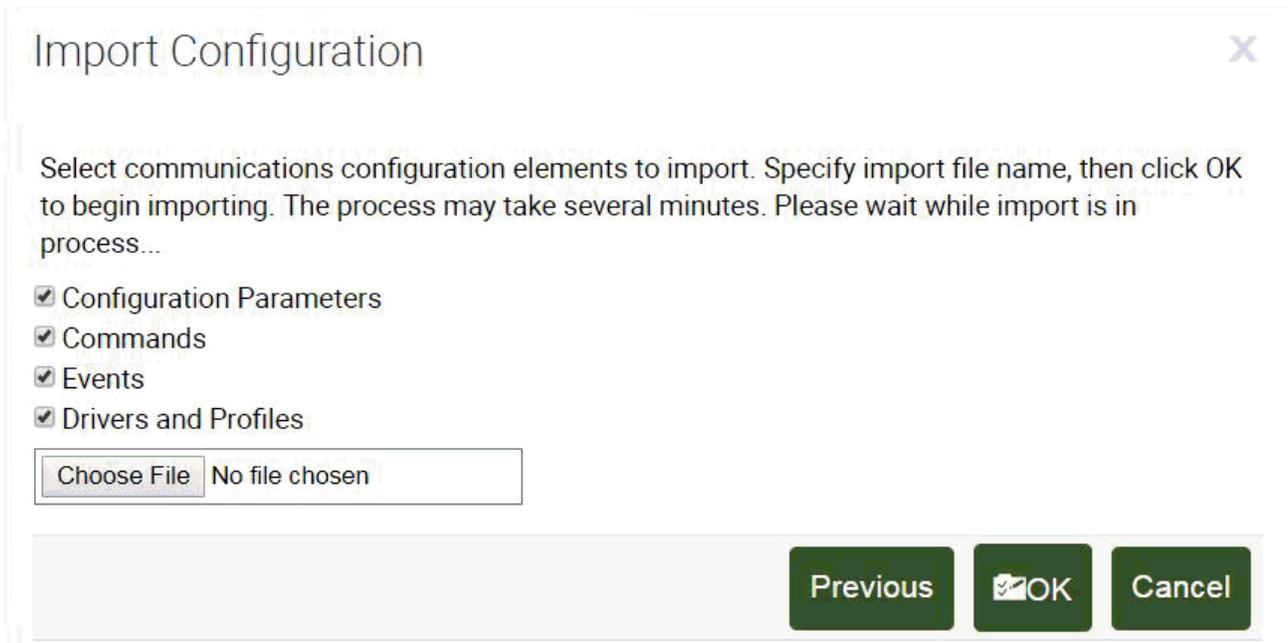 Import Configuration
X
Select communications configuration elements to import. Specify import file name, then click OK
to begin importing. The process may take several minutes. Please wait while import is in
process...
Configuration Parameters
Commands
Events
Drivers and Profiles
Choose File No file chosen
Previous OK Cancel